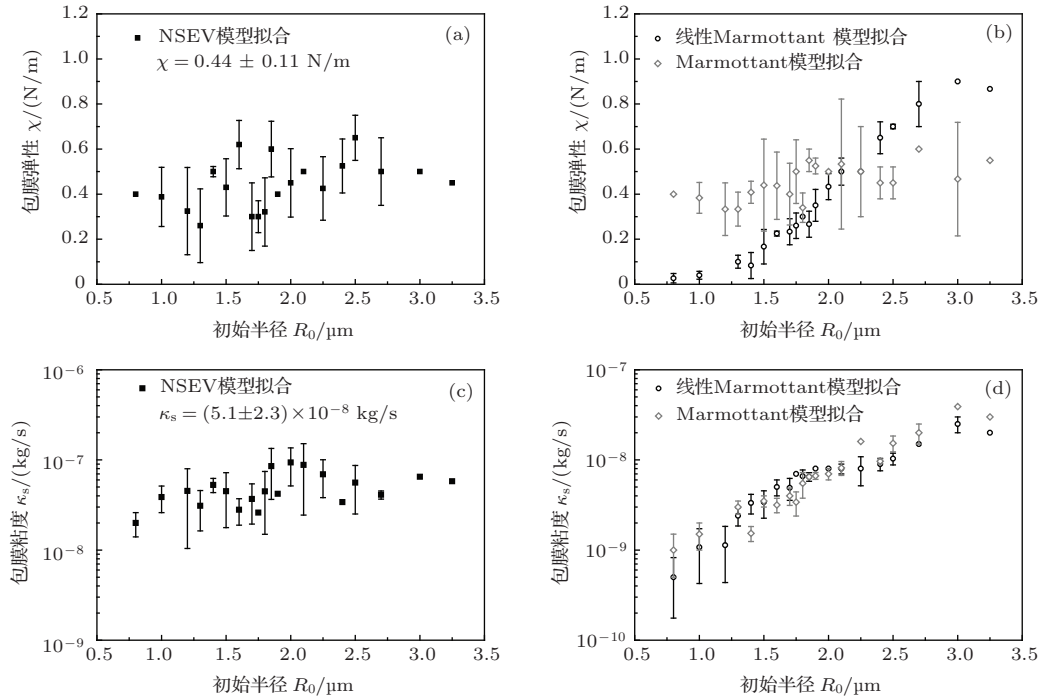 1.2
1.0
0.8
0.6
0.4
0.2
0
包膜弹性 χ/(N/m)
NSEV模型拟合
χ = 0.44 ± 0.11 N/m
(a)
0.5 1.0 1.5 2.0 2.5 3.0 3.5
初始半径 R₀/µm
1.2
1.0
0.8
0.6
0.4
0.2
0
包膜弹性 χ/(N/m)
线性Marmottant 模型拟合
Marmottant模型拟合
(b)
0.5 1.0 1.5 2.0 2.5 3.0 3.5
初始半径 R₀/µm
10⁻⁶
10⁻⁷
10⁻⁸
10⁻⁹
包膜粘度 κₛ/(kg/s)
NSEV模型拟合
κₛ = (5.1±2.3)×10⁻⁸ kg/s
(c)
0.5 1.0 1.5 2.0 2.5 3.0 3.5
初始半径 R₀/µm
10⁻⁷
10⁻⁸
10⁻⁹
10⁻¹⁰
包膜粘度 κₛ/(kg/s)
线性Marmottant模型拟合
Marmottant模型拟合
(d)
0.5 1.0 1.5 2.0 2.5 3.0 3.5
初始半径 R₀/µm